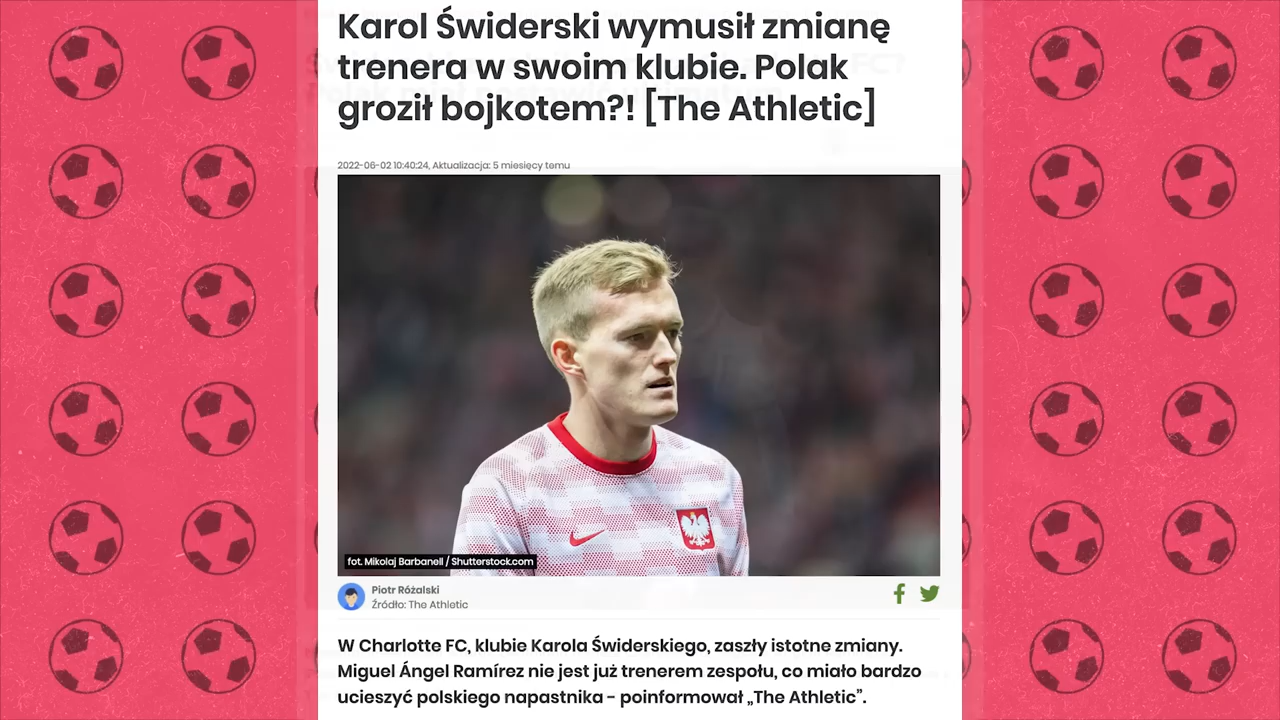 Karol Świderski wymusił zmianę
trenera w swoim klubie. Polak
groził bojkotem?! [The Athletic]
2022-06-02 10:40:24, Aktualizacja: 5 miesięcy temu
fot. Mikolaj Barbanell / Shutterstock.com
Piotr Różalski
Źródło: The Athletic
W Charlotte FC, klubie Karola Świderskiego, zaszły istotne zmiany.
Miguel Ángel Ramírez nie jest już trenerem zespołu, co miało bardzo
ucieszyć polskiego napastnika - poinformował „The Athletic”.